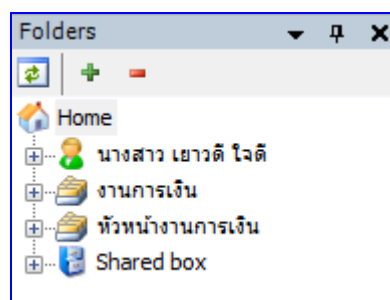 Folders
Home
นางสาว เยาวดี ใจดี
งานการเงิน
หัวหน้างานการเงิน
Shared box